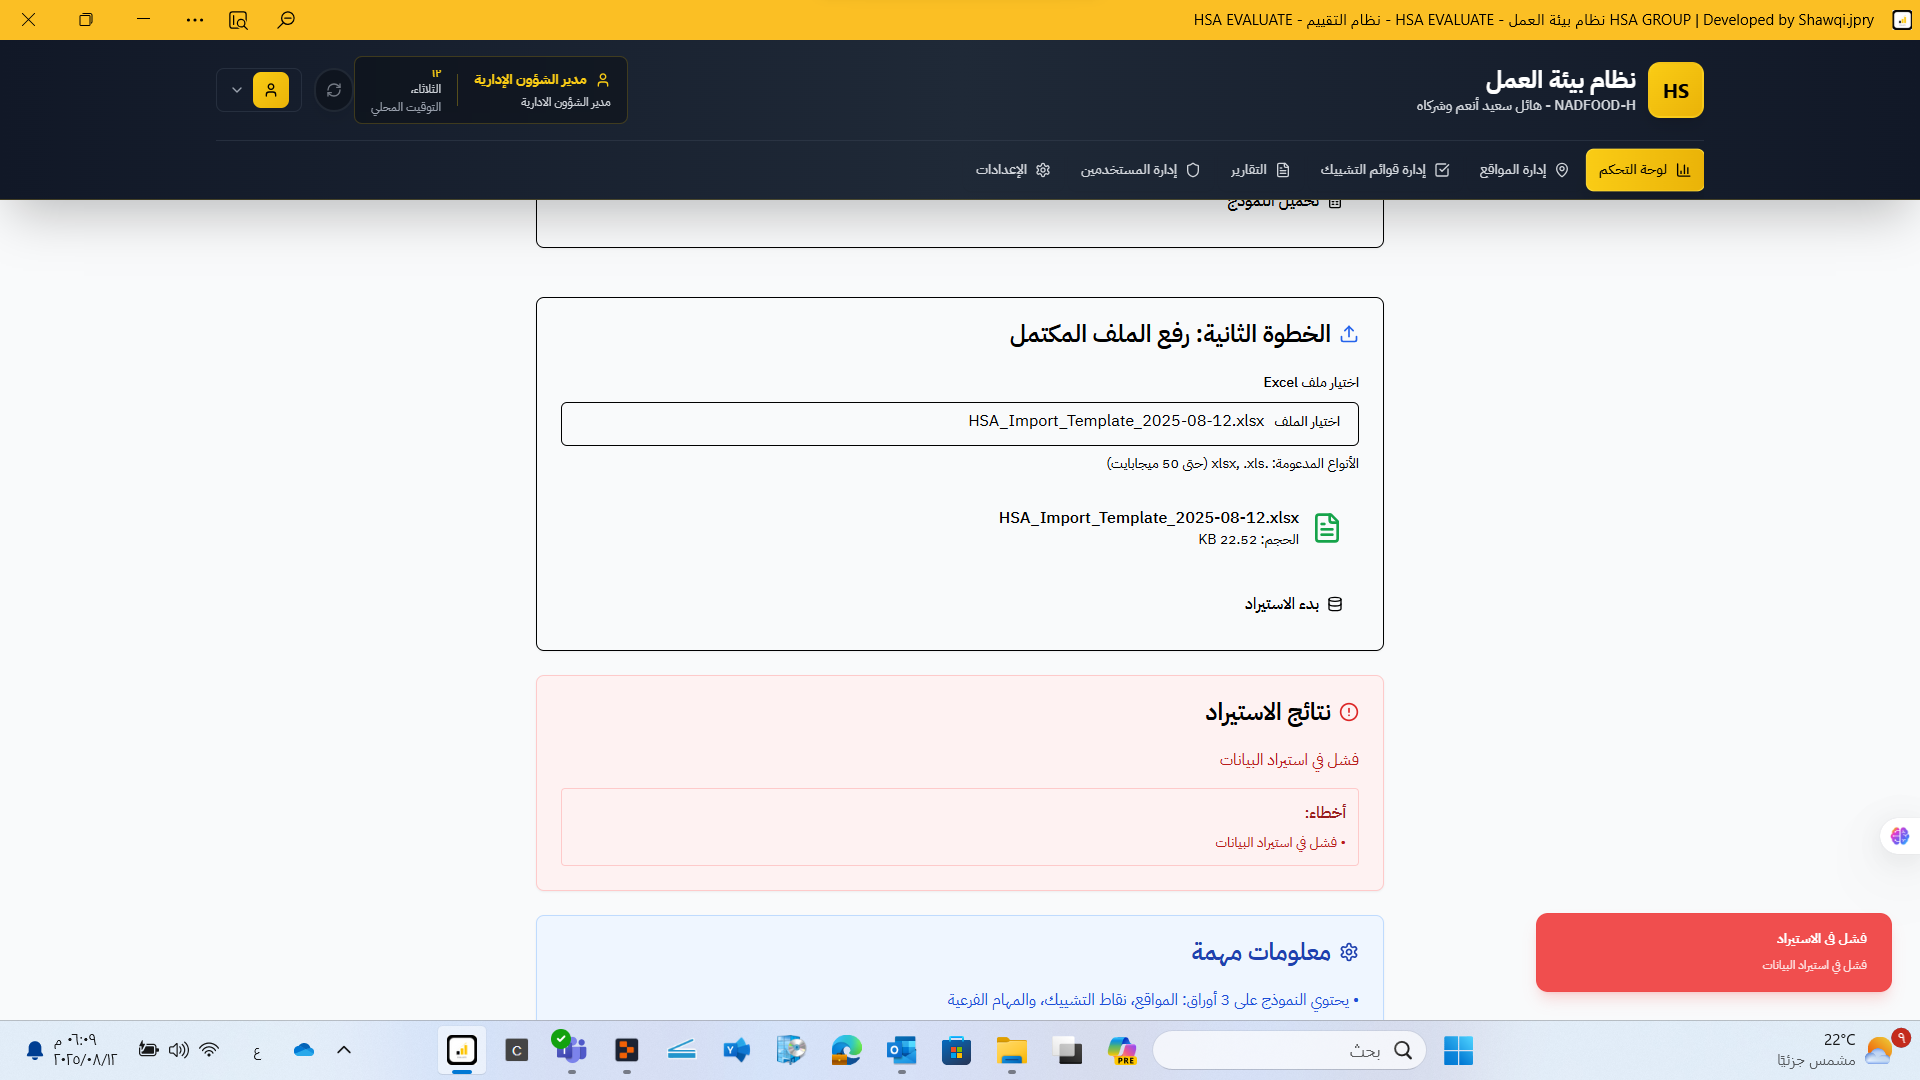 HSA EVALUATE - نظام التقييم - HSA EVALUATE - نظام بيئة العمل HSA GROUP | Developed by Shawqi.jpry
HS
نظام بيئة العمل
NADFOOD-H - هائل سعيد أنعم وشركاه
مدير الشؤون الإدارية
مدير الشؤون الادارية
١٢
الثلاثاء،
التوقيت المحلي
لوحة التحكم
إدارة المواقع
إدارة قوائم التشييك
التقارير
إدارة المستخدمين
الإعدادات
تحميل النموذج
الخطوة الثانية: رفع الملف المكتمل
اختيار ملف Excel
اختيار الملف HSA_Import_Template_2025-08-12.xlsx
الأنواع المدعومة: .xlsx, .xls (حتى 50 ميجابايت)
HSA_Import_Template_2025-08-12.xlsx
الحجم: 22.52 KB
بدء الاستيراد
نتائج الاستيراد
فشل في استيراد البيانات
أخطاء:
• فشل في استيراد البيانات
معلومات مهمة
• يحتوي النموذج على 3 أوراق: المواقع، نقاط التشييك، والمهام الفرعية
فشل في الاستيراد
فشل في استيراد البيانات
٩
22°C
مشمس جزئيًا
بحث
PRE
C
ع
٠٦:٠٩ م
٢٠٢٥/٠٨/١٢